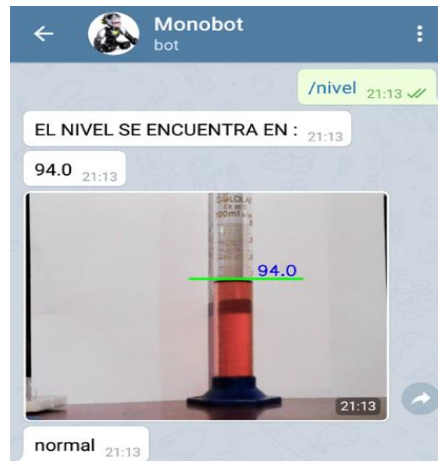 Monobot
bot
/nivel 21:13
EL NIVEL SE ENCUENTRA EN : 21:13
94.0 21:13
94.0
21:13
normal 21:13